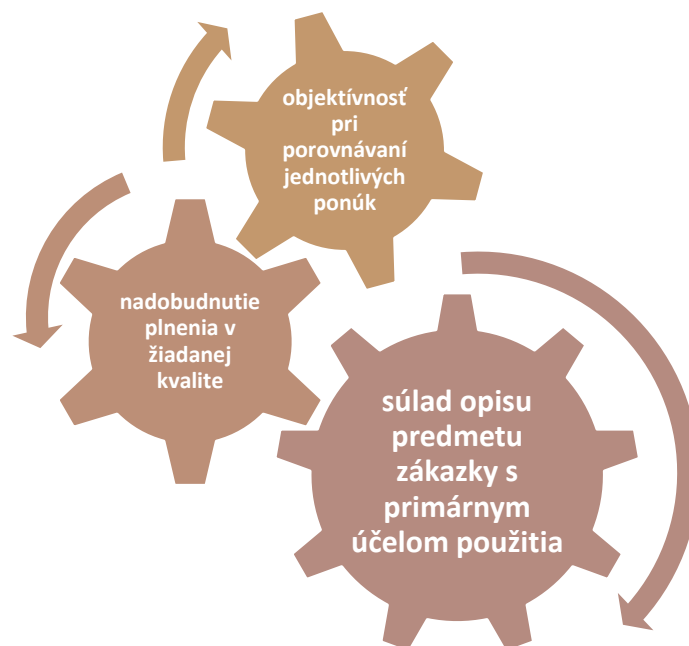 objektívnosť
pri
porovnávaní
jednotlivých
ponúk
nadobudnutie
plnenia v
žiadanej
kvalite
súlad opisu
predmetu
zákazky s
primárnym
účelom použitia